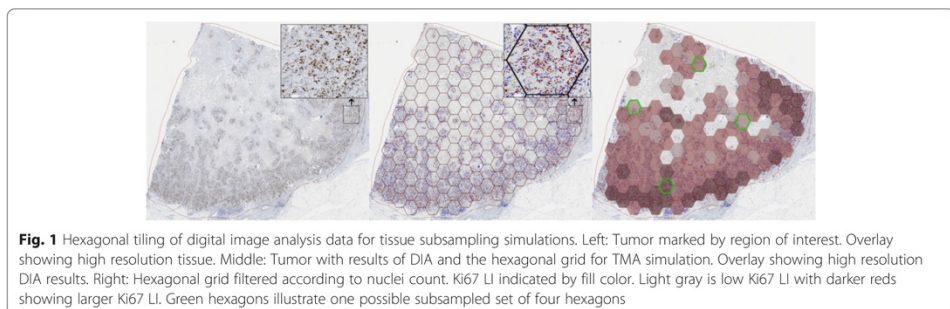 Fig. 1 Hexagonal tiling of digital image analysis data for tissue subsampling simulations. Left: Tumor marked by region of interest. Overlay
showing high resolution tissue. Middle: Tumor with results of DIA and the hexagonal grid for TMA simulation. Overlay showing high resolution
DIA results. Right: Hexagonal grid filtered according to nuclei count. Ki67 LI indicated by fill color. Light gray is low Ki67 LI with darker reds
showing larger Ki67 LI. Green hexagons illustrate one possible subsampled set of four hexagons